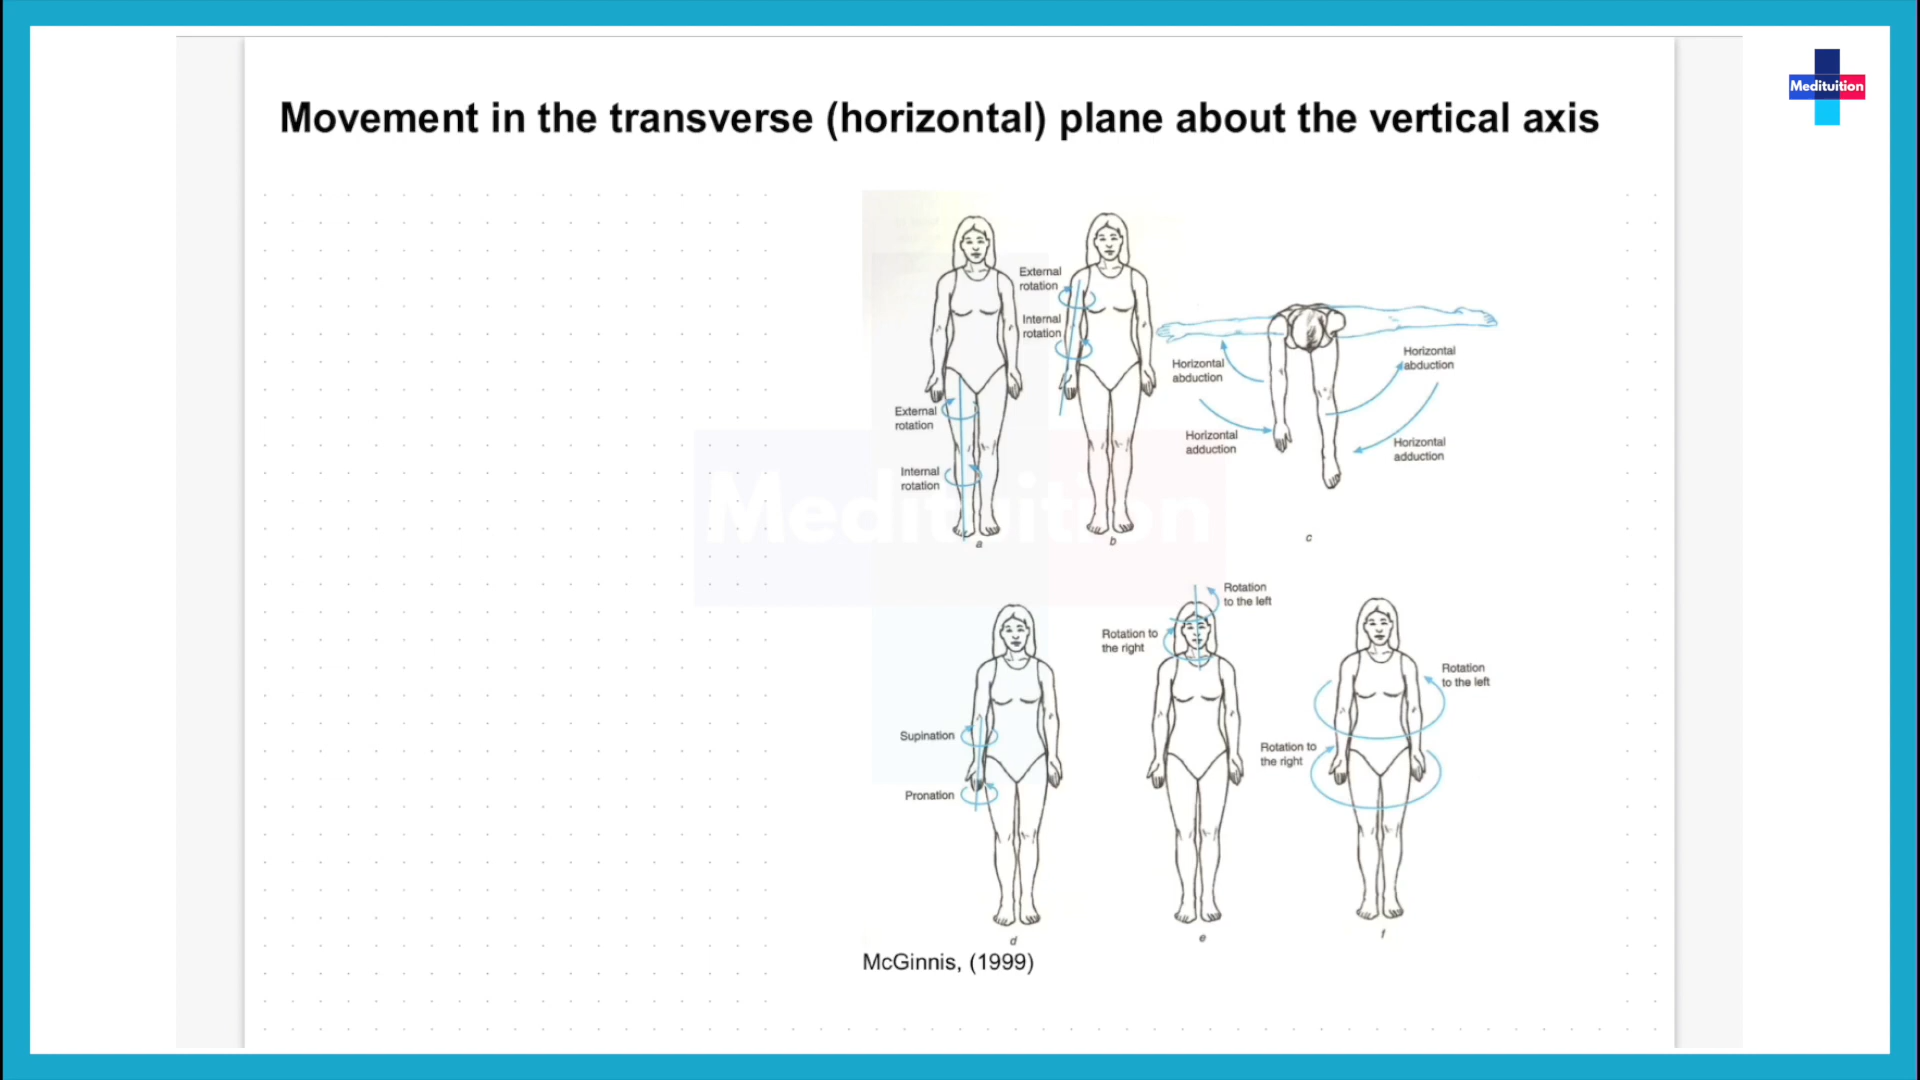 Meditution
Movement in the transverse (horizontal) plane about the vertical axis
External
rotation
Internal
rotation
External
rotation
Internal
rotation
Horizontal
abduction
Horizontal
adduction
Horizontal
abduction
Horizontal
adduction
a
b
c
Meditution
Supination
Pronation
Rotation
to the left
Rotation to
the right
Rotation
to the left
Rotation to
the right
d
e
f
McGinnis, (1999)